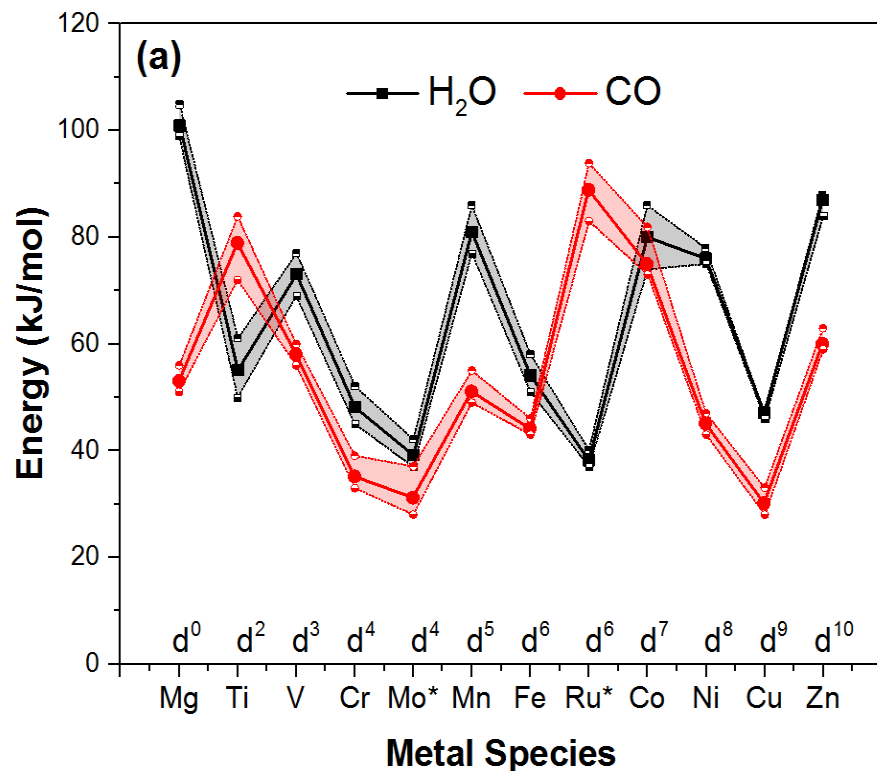 (a)
H₂O CO
Energy (kJ/mol)
120
100
80
60
40
20
0
d⁰ d² d³ d⁴ d⁴ d⁵ d⁶ d⁶ d⁷ d⁸ d⁹ d¹⁰
Mg Ti V Cr Mo* Mn Fe Ru* Co Ni Cu Zn
Metal Species